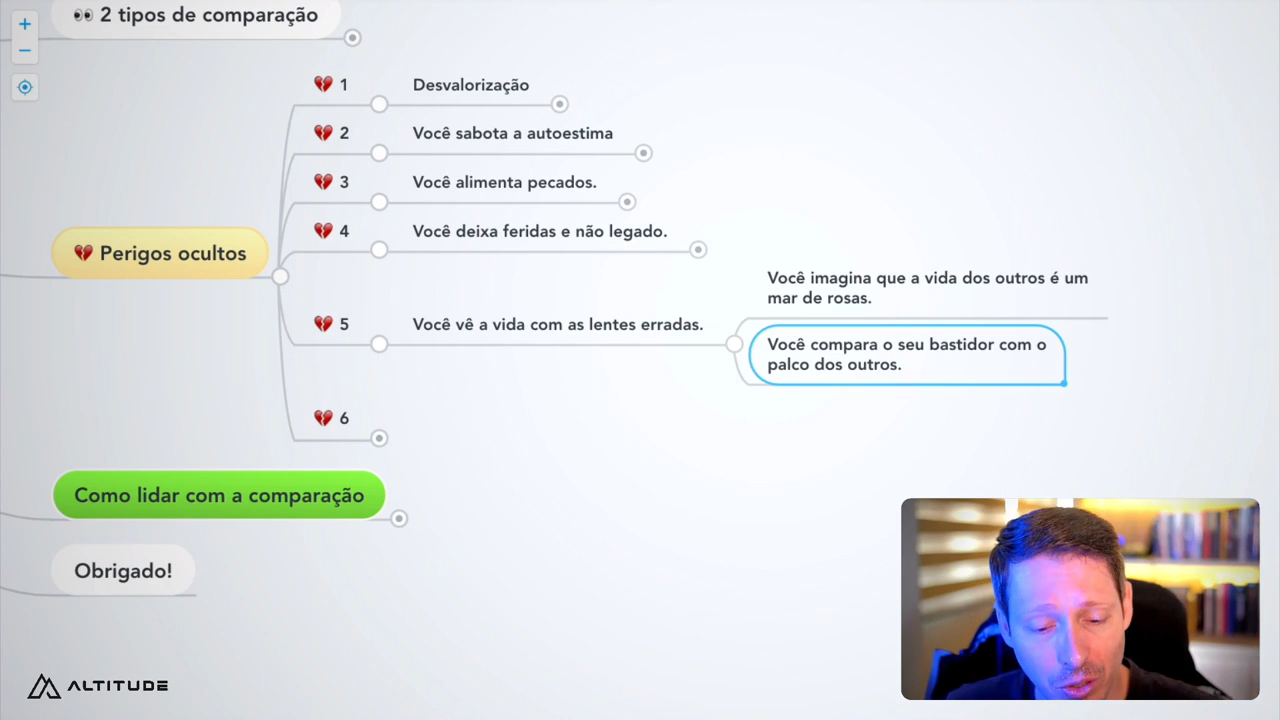 👀 2 tipos de comparação
💔 1
Desvalorização
💔 2
Você sabota a autoestima
💔 3
Você alimenta pecados.
💔 4
Você deixa feridas e não legado.
💔 Perigos ocultos
💔 5
Você vê a vida com as lentes erradas.
Você imagina que a vida dos outros é um
mar de rosas.
Você compara o seu bastidor com o
palco dos outros.
💔 6
Como lidar com a comparação
Obrigado!
ALTITUDE